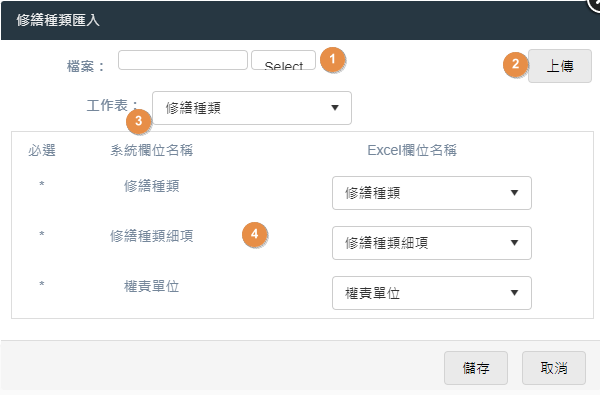 修繕種類匯入
檔案： Select 1 2 上傳
工作表： 修繕種類
3
必選 系統欄位名稱 Excel欄位名稱
* 修繕種類 修繕種類
* 修繕種類細項 4 修繕種類細項
* 權責單位 權責單位
儲存 取消